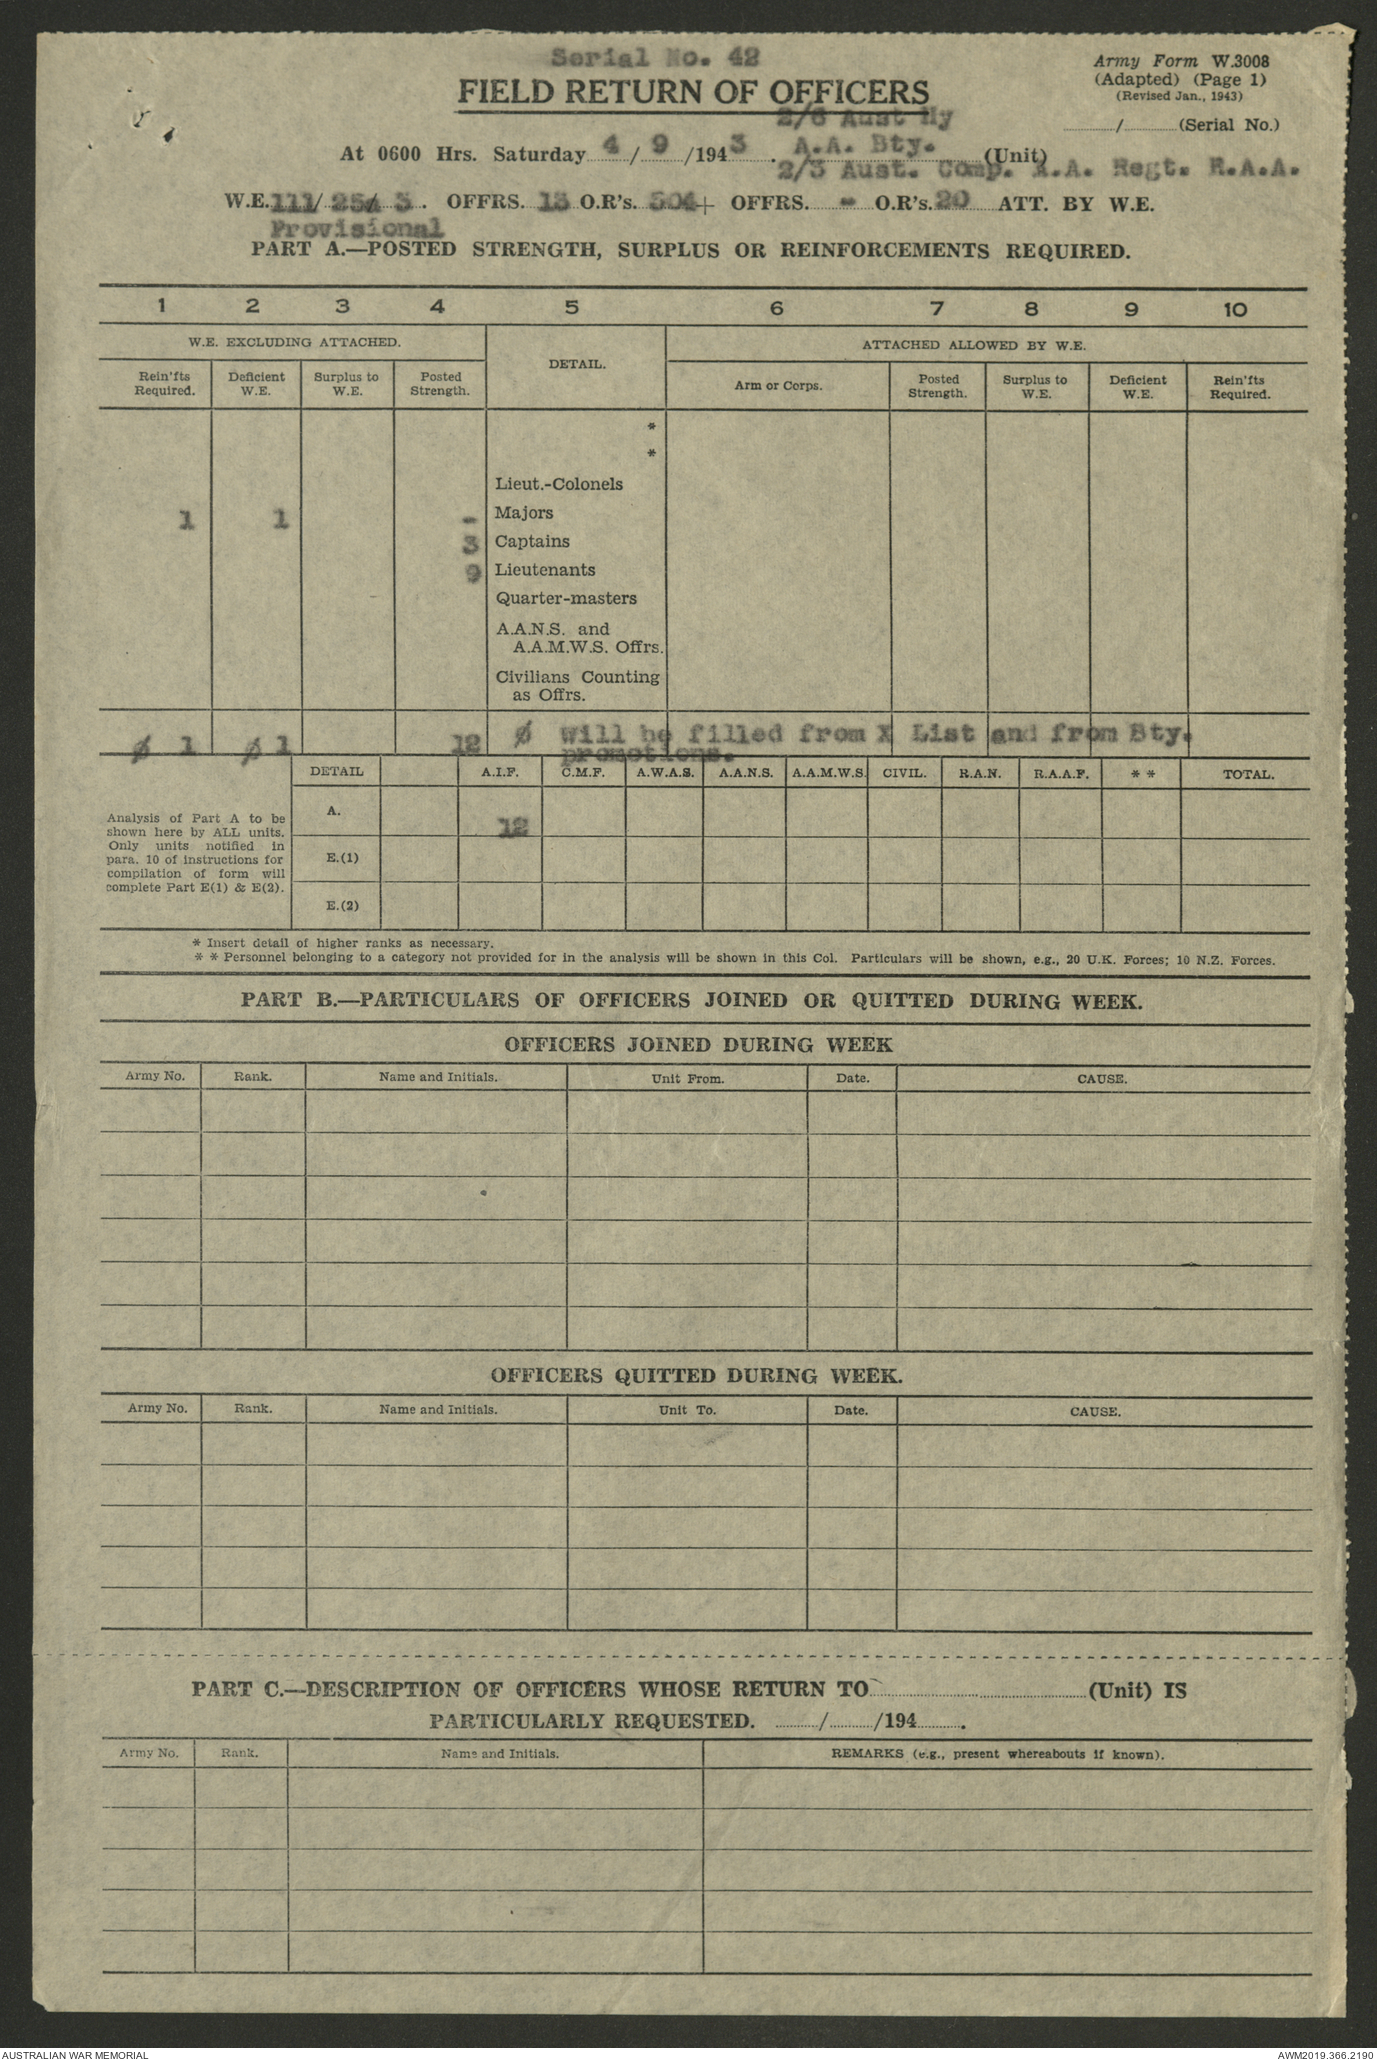 Serial No. 42
FIELD RETURN OF OFFICERS
Army Form W.3008
(Adapted) (Page 1)
(Revised Jan., 1943)
............/............(Serial No.)
2/6 Aust Hy
At 0600 Hrs. Saturday 4 / 9 /1943. A.A. Bty. (Unit)
2/3 Aust. Comp. A.A. Regt. R.A.A.
W.E. 111/ 254 3 . OFFRS. 13 O.R's. 304+ OFFRS. - O.R's. 20 ATT. BY W.E.
Provisional
PART A.—POSTED STRENGTH, SURPLUS OR REINFORCEMENTS REQUIRED.
1 2 3 4 5 6 7 8 9 10
W.E. EXCLUDING ATTACHED. DETAIL. ATTACHED ALLOWED BY W.E.
Rein'fts Required. Deficient W.E. Surplus to W.E. Posted Strength. Arm or Corps. Posted Strength. Surplus to W.E. Deficient W.E. Rein'fts Required.
*
*
Lieut.-Colonels
1 1 - Majors
3 Captains
9 Lieutenants
Quarter-masters
A.A.N.S. and
A.A.M.W.S. Offrs.
Civilians Counting
as Offrs.
ø 1 ø 1 12 ø will be filled from X List and from Bty.
promotions.
DETAIL A.I.F. C.M.F. A.W.A.S. A.A.N.S. A.A.M.W.S. CIVIL. R.A.N. R.A.A.F. * * TOTAL.
Analysis of Part A to be
shown here by ALL units.
Only units notified in
para. 10 of instructions for
compilation of form will
complete Part E(1) & E(2).
A. 12
E.(1)
E.(2)
* Insert detail of higher ranks as necessary.
* * Personnel belonging to a category not provided for in the analysis will be shown in this Col. Particulars will be shown, e.g., 20 U.K. Forces; 10 N.Z. Forces.
PART B.—PARTICULARS OF OFFICERS JOINED OR QUITTED DURING WEEK.
OFFICERS JOINED DURING WEEK
Army No. Rank. Name and Initials. Unit From. Date. CAUSE.
OFFICERS QUITTED DURING WEEK.
Army No. Rank. Name and Initials. Unit To. Date. CAUSE.
PART C.—DESCRIPTION OF OFFICERS WHOSE RETURN TO............(Unit) IS
PARTICULARLY REQUESTED. ............/............/194............
Army No. Rank. Name and Initials. REMARKS (e.g., present whereabouts if known).
AUSTRALIAN WAR MEMORIAL
AWM2019.366.2190